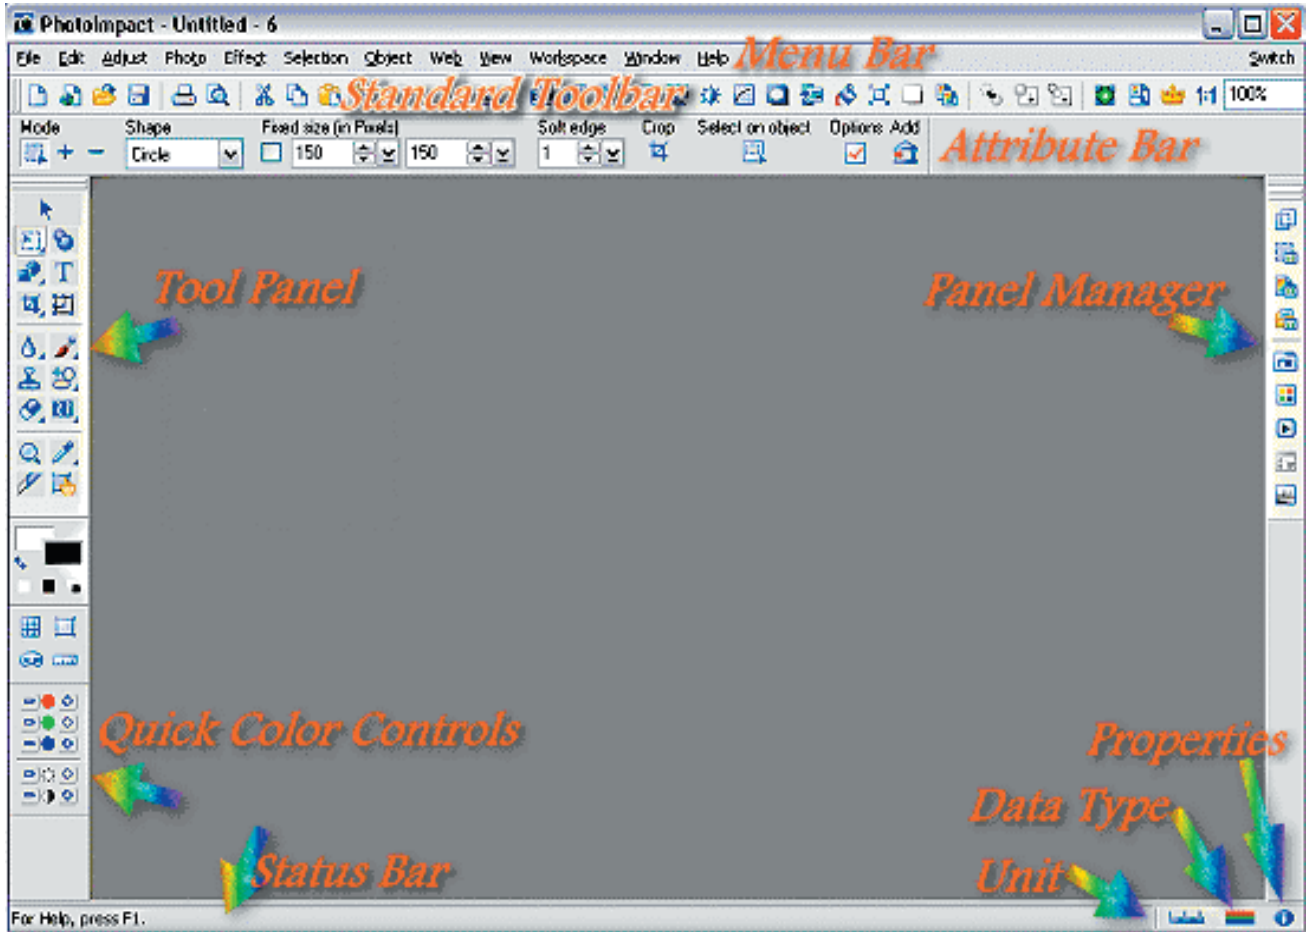 PhotoImpact - Untitled - 6
File Edit Adjust Photo Effect Selection Object Web View Workspace Window Help Menu Bar Switch
Standard Toolbar 1:1 100%
Mode Shape Fixed size (in Pixels) Soft edge Crop Select on object Options Add
Circle 150 150 1 Attribute Bar
Tool Panel
Panel Manager
Quick Color Controls
Properties
Data Type
Status Bar
Unit
For Help, press F1.